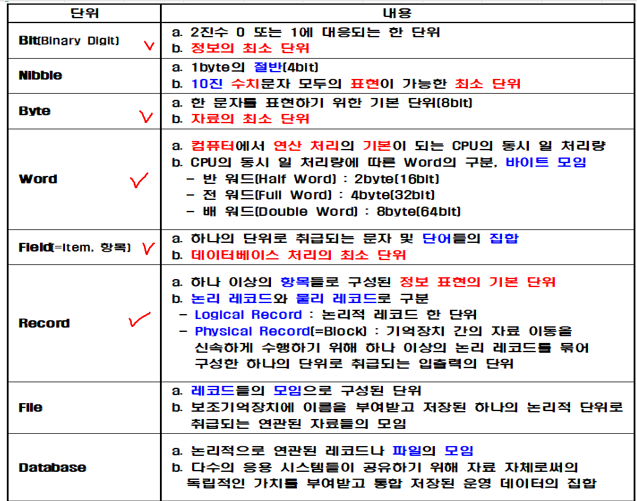 단위
내용
Bit(Binary Digit)
a. 2진수 0 또는 1에 대응되는 한 단위
b. 정보의 최소 단위
Nibble
a. 1byte의 절반(4bit)
b. 10진 수치문자 모두의 표현이 가능한 최소 단위
Byte
a. 한 문자를 표현하기 위한 기본 단위(8bit)
b. 자료의 최소 단위
Word
a. 컴퓨터에서 연산 처리의 기본이 되는 CPU의 동시 일 처리량
b. CPU의 동시 일 처리량에 따른 Word의 구분, 바이트 모임
- 반 워드(Half Word) : 2byte(16bit)
- 전 워드(Full Word) : 4byte(32bit)
- 배 워드(Double Word) : 8byte(64bit)
Field(=Item, 항목)
a. 하나의 단위로 취급되는 문자 및 단어들의 집합
b. 데이터베이스 처리의 최소 단위
Record
a. 하나 이상의 항목들로 구성된 정보 표현의 기본 단위
b. 논리 레코드와 물리 레코드로 구분
- Logical Record : 논리적 레코드 한 단위
- Physical Record(=Block) : 기억장치 간의 자료 이동을
신속하게 수행하기 위해 하나 이상의 논리 레코드를 묶어
구성한 하나의 단위로 취급되는 입출력의 단위
File
a. 레코드들의 모임으로 구성된 단위
b. 보조기억장치에 이름을 부여받고 저장된 하나의 논리적 단위로
취급되는 연관된 자료들의 모임
Database
a. 논리적으로 연관된 레코드나 파일의 모임
b. 다수의 응용 시스템들이 공유하기 위해 자료 자체로써의
독립적인 가치를 부여받고 통합 저장된 운영 데이터의 집합